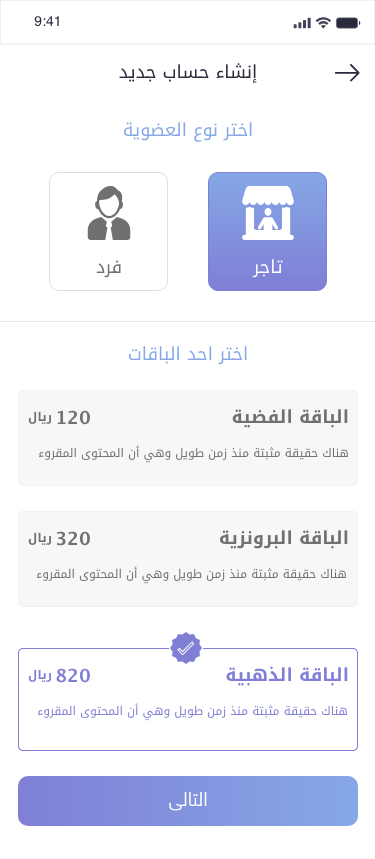 9:41
إنشاء حساب جديد
اختر نوع العضوية
تاجر
فرد
اختر احد الباقات
الباقة الفضية
120 ريال
هناك حقيقة مثبتة منذ زمن طويل وهي أن المحتوى المقروء
الباقة البرونزية
320 ريال
هناك حقيقة مثبتة منذ زمن طويل وهي أن المحتوى المقروء
الباقة الذهبية
820 ريال
هناك حقيقة مثبتة منذ زمن طويل وهي أن المحتوى المقروء
التالى